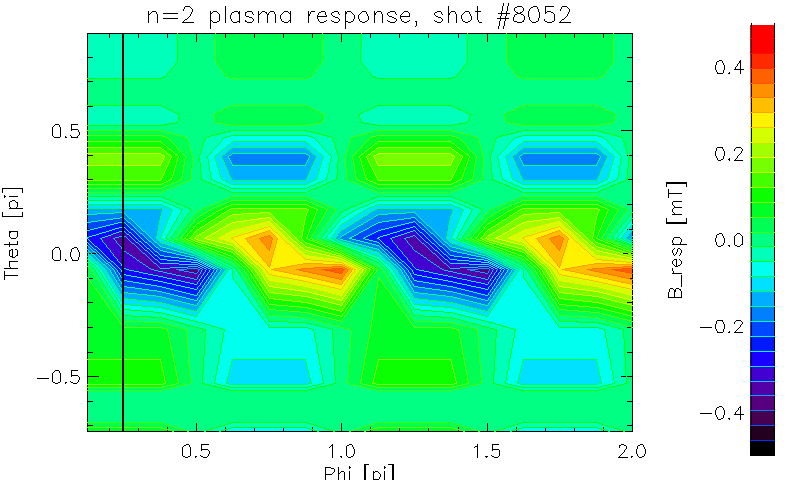 n=2 plasma response, shot #8052
0.5
0.0
−0.5
Theta [pi]
0.5 1.0 1.5 2.0
Phi [pi]
0.4
0.2
0.0
−0.2
−0.4
B_resp [mT]